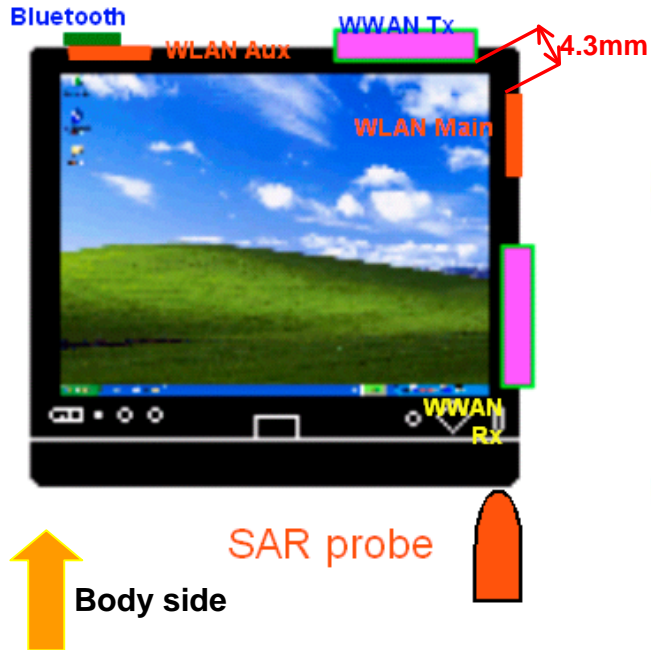 Bluetooth
WWAN Tx
WLAN Aux
4.3mm
WLAN Main
WWAN
Rx
SAR probe
Body side